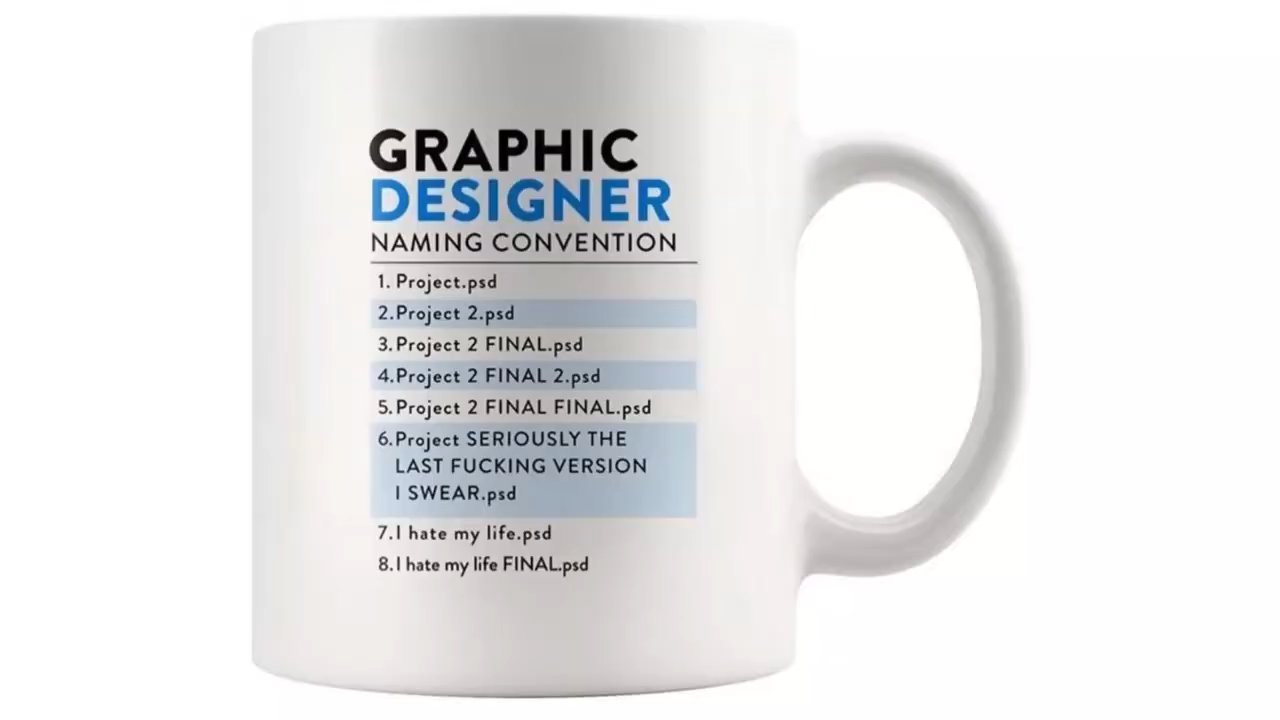 GRAPHIC
DESIGNER
NAMING CONVENTION
1. Project.psd
2.Project 2.psd
3.Project 2 FINAL.psd
4.Project 2 FINAL 2.psd
5.Project 2 FINAL FINAL.psd
6.Project SERIOUSLY THE
LAST FUCKING VERSION
I SWEAR.psd
7.I hate my life.psd
8.I hate my life FINAL.psd